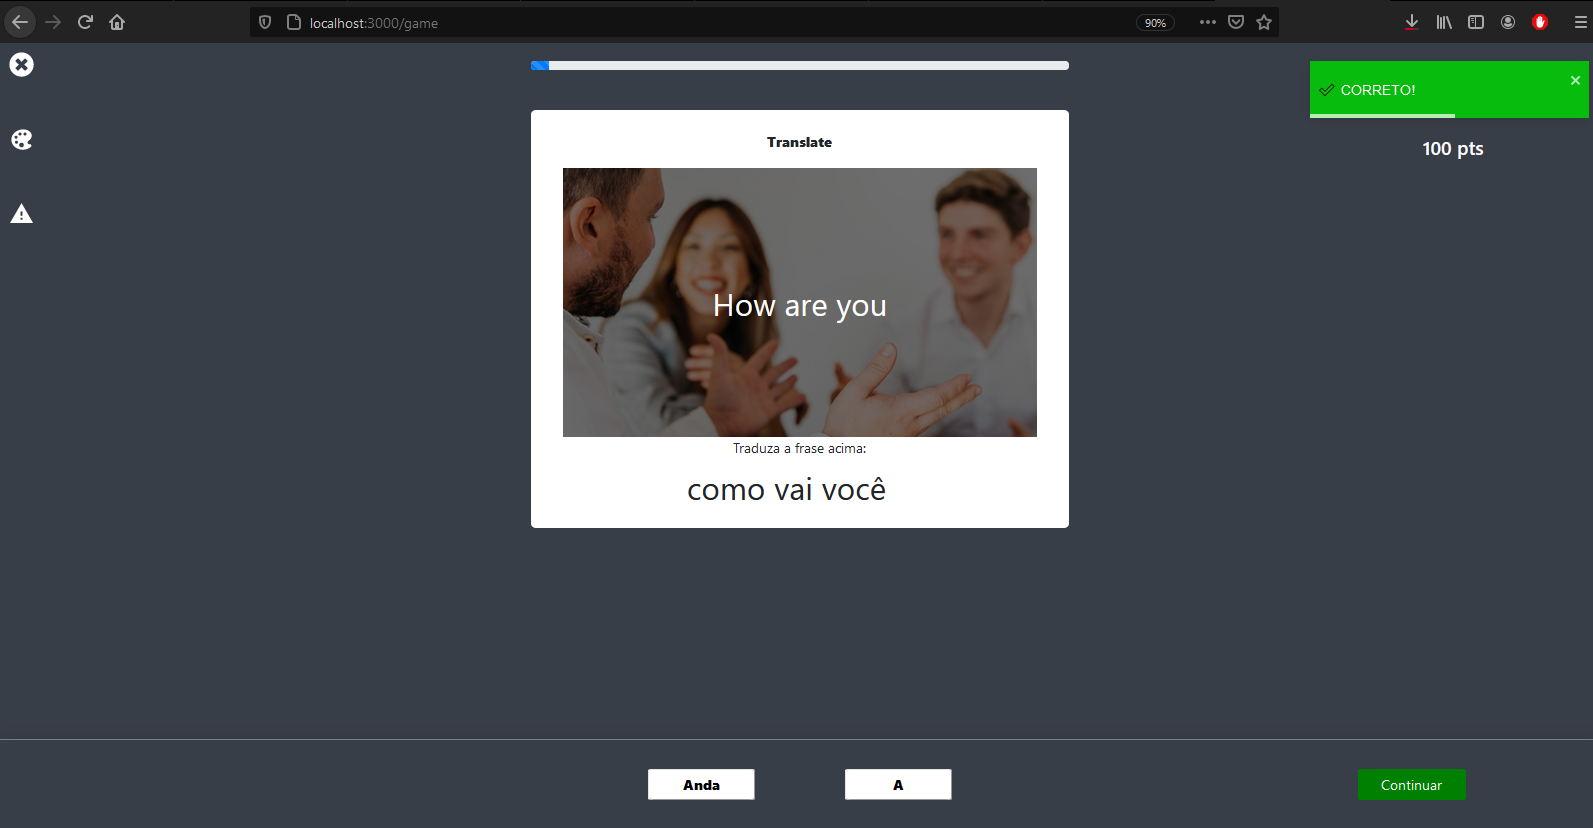 localhost:3000/game
90%
CORRETO!
100 pts
Translate
How are you
Traduza a frase acima:
como vai você
Anda
A
Continuar